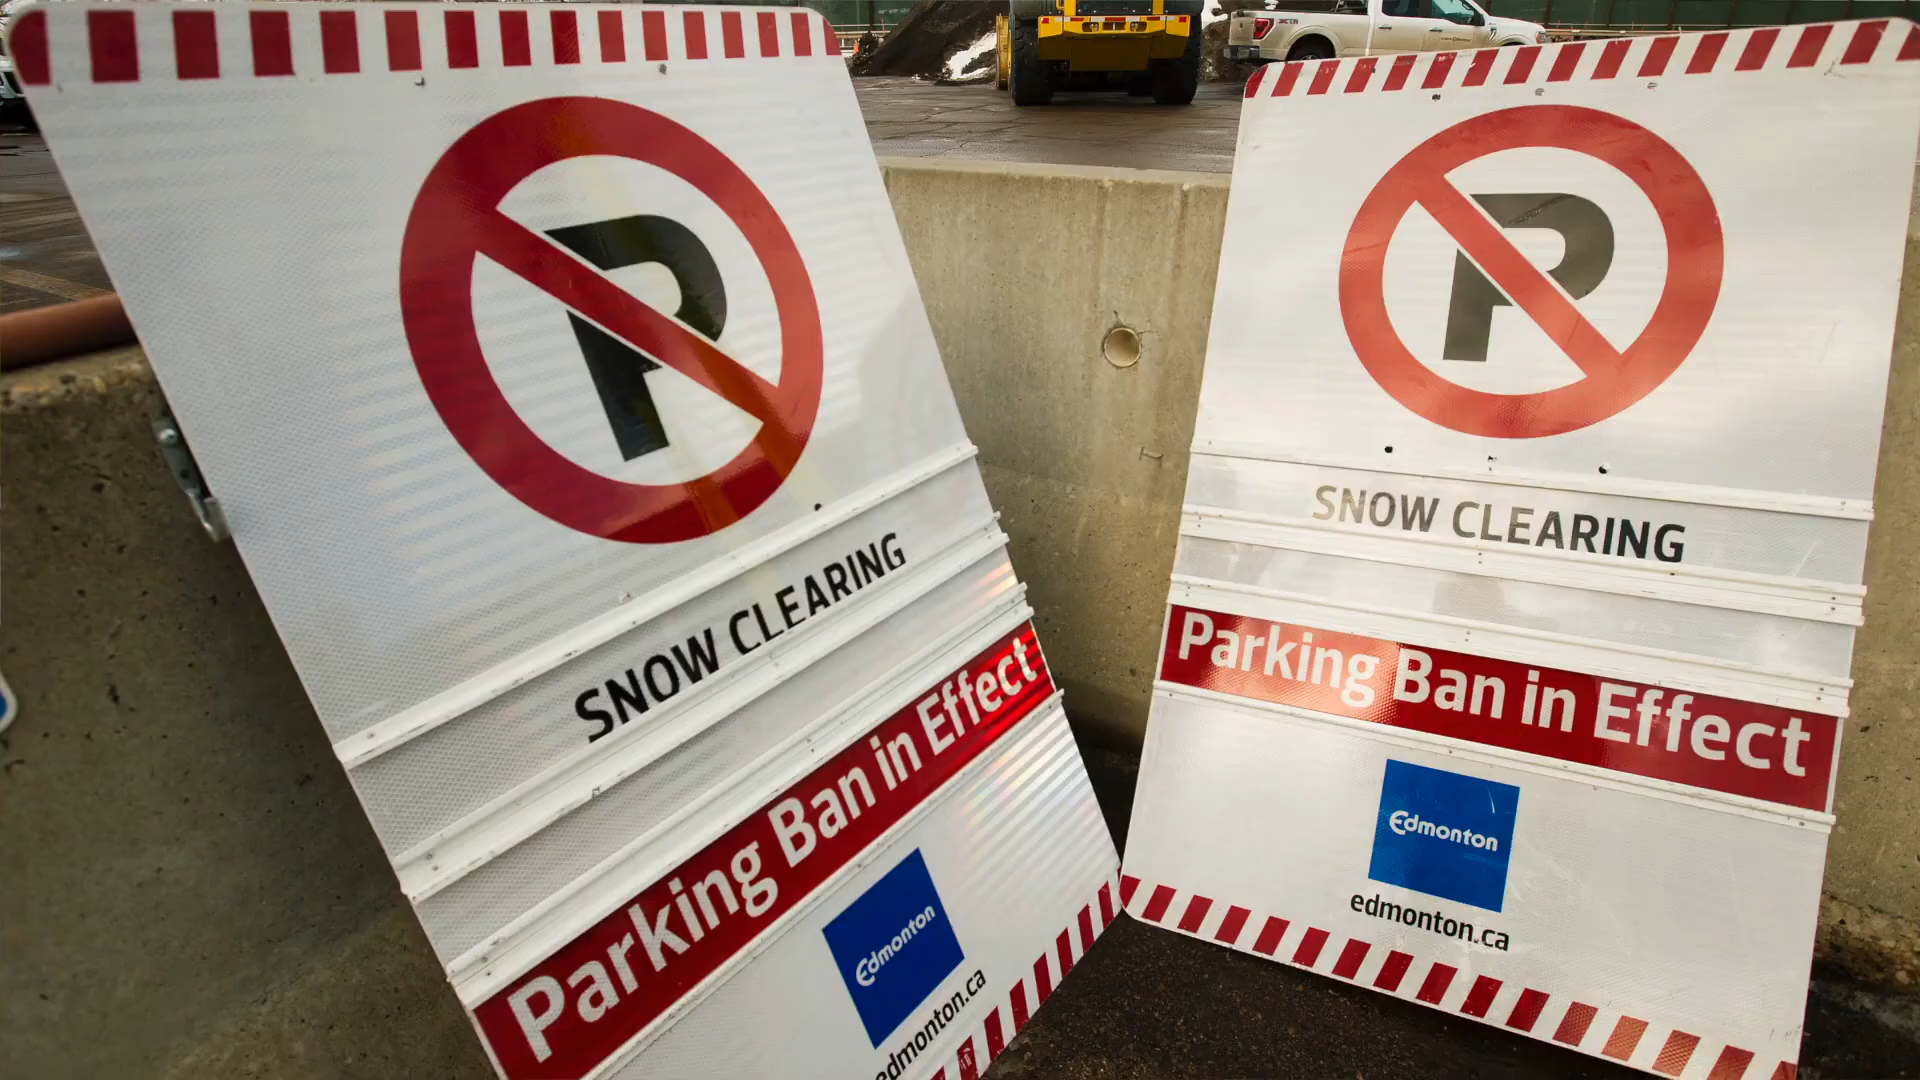 P
SNOW CLEARING
Parking Ban in Effect
Edmonton
edmonton.ca
P
SNOW CLEARING
Parking Ban in Effect
Edmonton
edmonton.ca